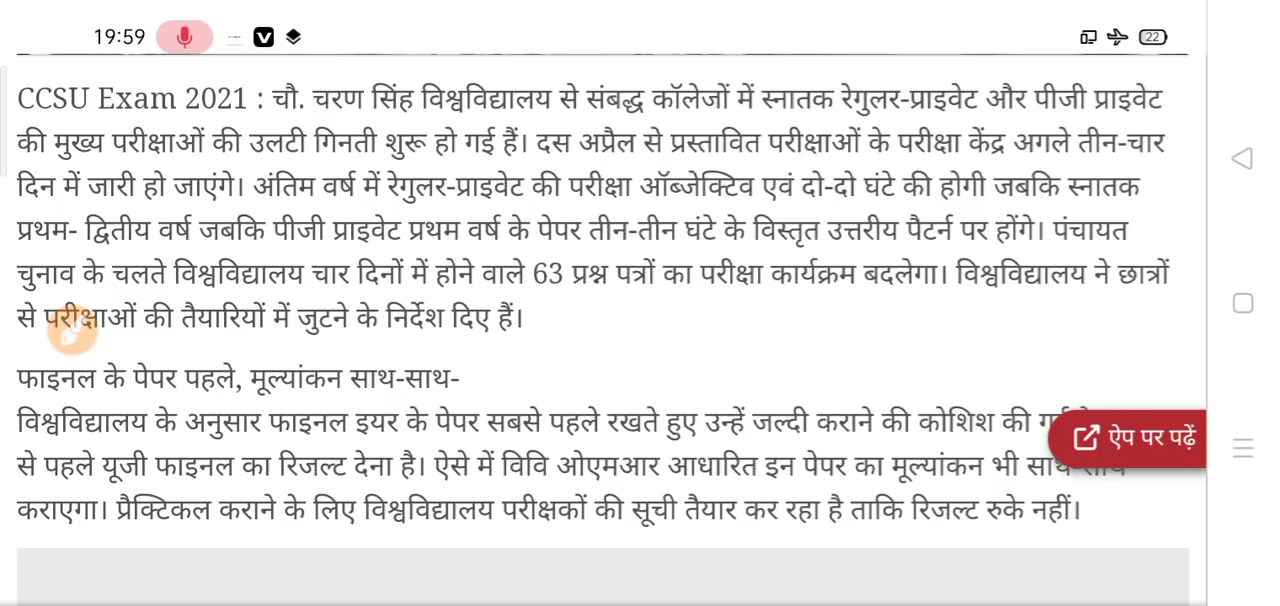 19:59
22
CCSU Exam 2021 : चौ. चरण सिंह विश्वविद्यालय से संबद्ध कॉलेजों में स्नातक रेगुलर-प्राइवेट और पीजी प्राइवेट
की मुख्य परीक्षाओं की उलटी गिनती शुरू हो गई हैं। दस अप्रैल से प्रस्तावित परीक्षाओं के परीक्षा केंद्र अगले तीन-चार
दिन में जारी हो जाएंगे। अंतिम वर्ष में रेगुलर-प्राइवेट की परीक्षा ऑब्जेक्टिव एवं दो-दो घंटे की होगी जबकि स्नातक
प्रथम- द्वितीय वर्ष जबकि पीजी प्राइवेट प्रथम वर्ष के पेपर तीन-तीन घंटे के विस्तृत उत्तरीय पैटर्न पर होंगे। पंचायत
चुनाव के चलते विश्वविद्यालय चार दिनों में होने वाले 63 प्रश्न पत्रों का परीक्षा कार्यक्रम बदलेगा। विश्वविद्यालय ने छात्रों
से परीक्षाओं की तैयारियों में जुटने के निर्देश दिए हैं।
फाइनल के पेपर पहले, मूल्यांकन साथ-साथ-
विश्वविद्यालय के अनुसार फाइनल इयर के पेपर सबसे पहले रखते हुए उन्हें जल्दी कराने की कोशिश की
ऐप पर पढ़ें
से पहले यूजी फाइनल का रिजल्ट देना है। ऐसे में विवि ओएमआर आधारित इन पेपर का मूल्यांकन भी
कराएगा। प्रैक्टिकल कराने के लिए विश्वविद्यालय परीक्षकों की सूची तैयार कर रहा है ताकि रिजल्ट रुके नहीं।